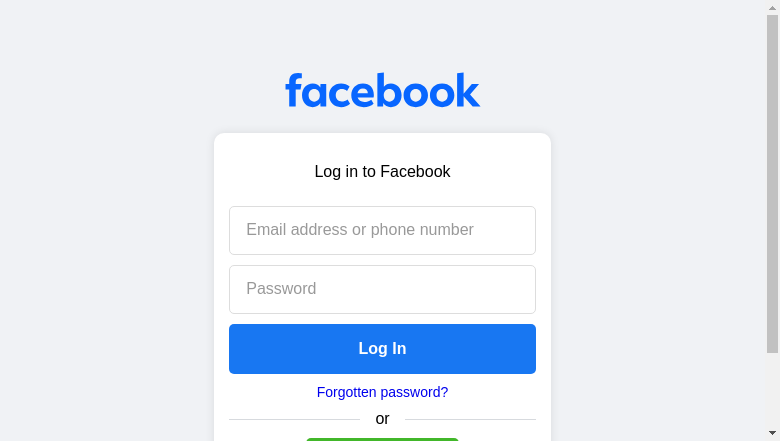 facebook
Log in to Facebook
Email address or phone number
Password
Log In
Forgotten password?
or